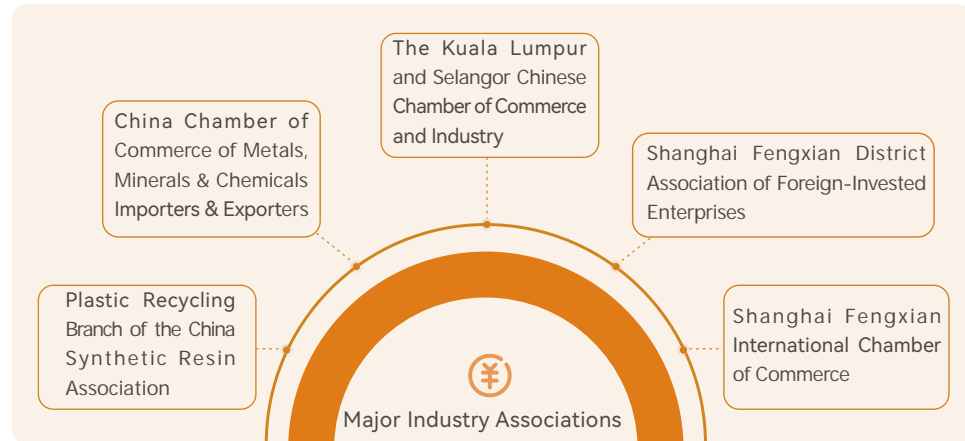 The Kuala Lumpur
and Selangor Chinese
Chamber of Commerce
and Industry
China Chamber of
Commerce of Metals,
Minerals & Chemicals
Importers & Exporters
Shanghai Fengxian District
Association of Foreign-Invested
Enterprises
Plastic Recycling
Branch of the China
Synthetic Resin
Association
Shanghai Fengxian
International Chamber
of Commerce
¥
Major Industry Associations